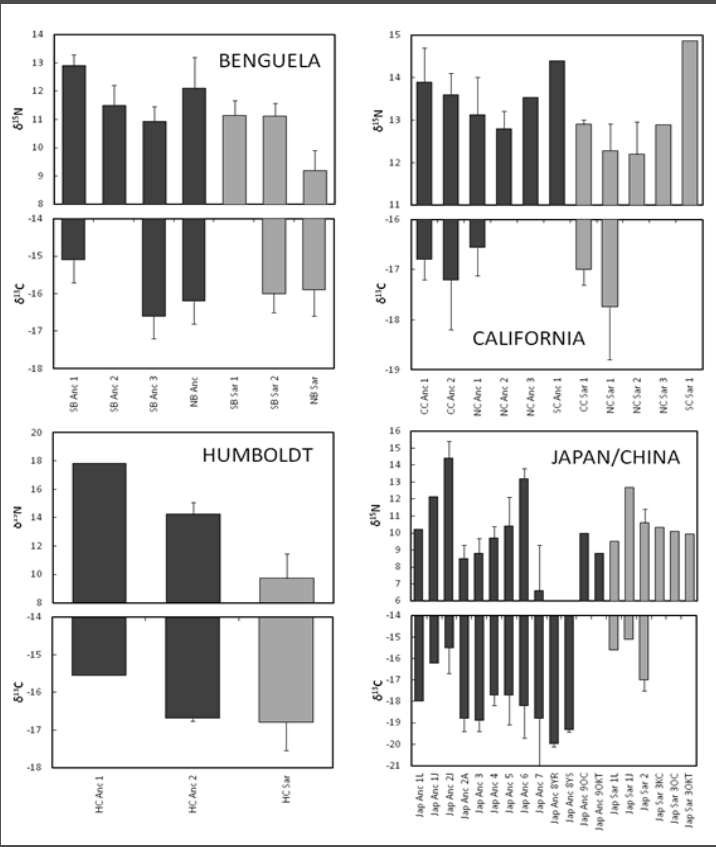 BENGUELA
δ¹⁵N
14
13
12
11
10
9
8
δ¹³C
-14
-15
-16
-17
-18
SB Anc 1
SB Anc 2
SB Anc 3
NB Anc
SB Sar 1
SB Sar 2
NB Sar
CALIFORNIA
δ¹⁵N
15
14
13
12
11
δ¹³C
-16
-17
-18
-19
CC Anc 1
CC Anc 2
NC Anc 1
NC Anc 2
NC Anc 3
SC Anc 1
CC Sar 1
NC Sar 1
NC Sar 2
NC Sar 3
SC Sar 1
HUMBOLDT
δ¹⁵N
20
18
16
14
12
10
8
δ¹³C
-14
-15
-16
-17
-18
HC Anc 1
HC Anc 2
HC Sar
JAPAN/CHINA
δ¹⁵N
16
15
14
13
12
11
10
9
8
7
6
δ¹³C
-14
-15
-16
-17
-18
-19
-20
-21
Jap Anc 1L
Jap Anc 1J
Jap Anc 2J
Jap Anc 2A
Jap Anc 3
Jap Anc 4
Jap Anc 5
Jap Anc 6
Jap Anc 7
Jap Anc 8YR
Jap Anc 8YS
Jap Anc 9OC
Jap Anc 9OKT
Jap Sar 1L
Jap Sar 1J
Jap Sar 2
Jap Sar 3KC
Jap Sar 3OC
Jap Sar 3OKT